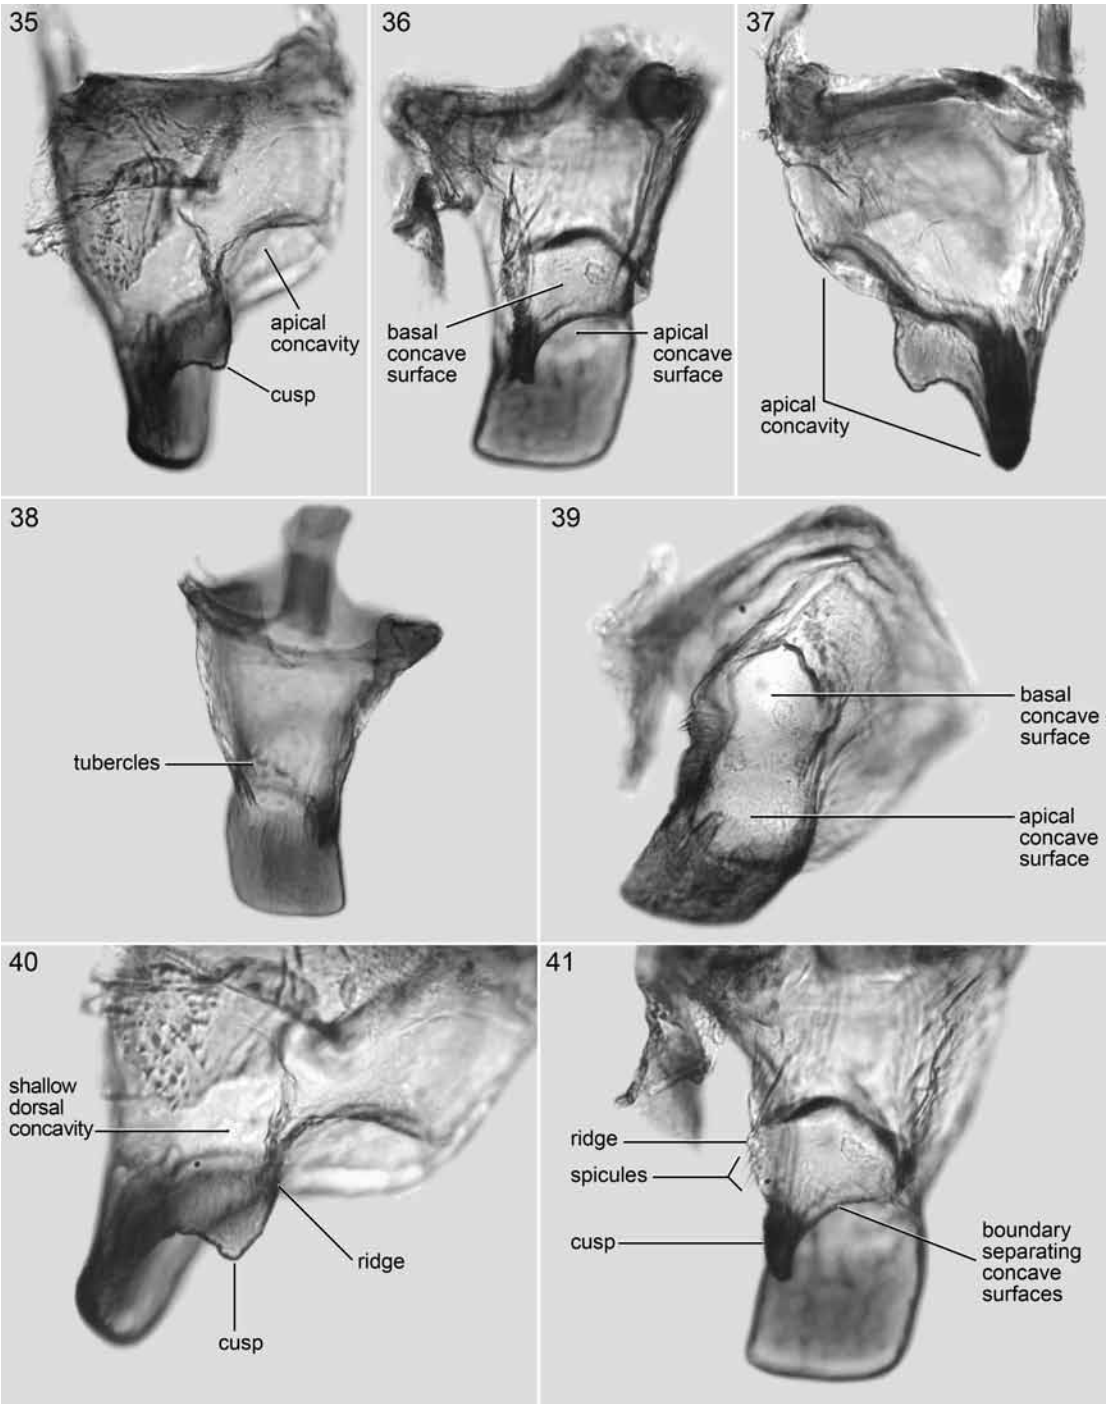 35
apical
concavity
cusp
36
basal
concave
surface
apical
concave
surface
37
apical
concavity
38
tubercles
39
basal
concave
surface
apical
concave
surface
40
shallow
dorsal
concavity
ridge
cusp
41
ridge
spicules
cusp
boundary
separating
concave
surfaces